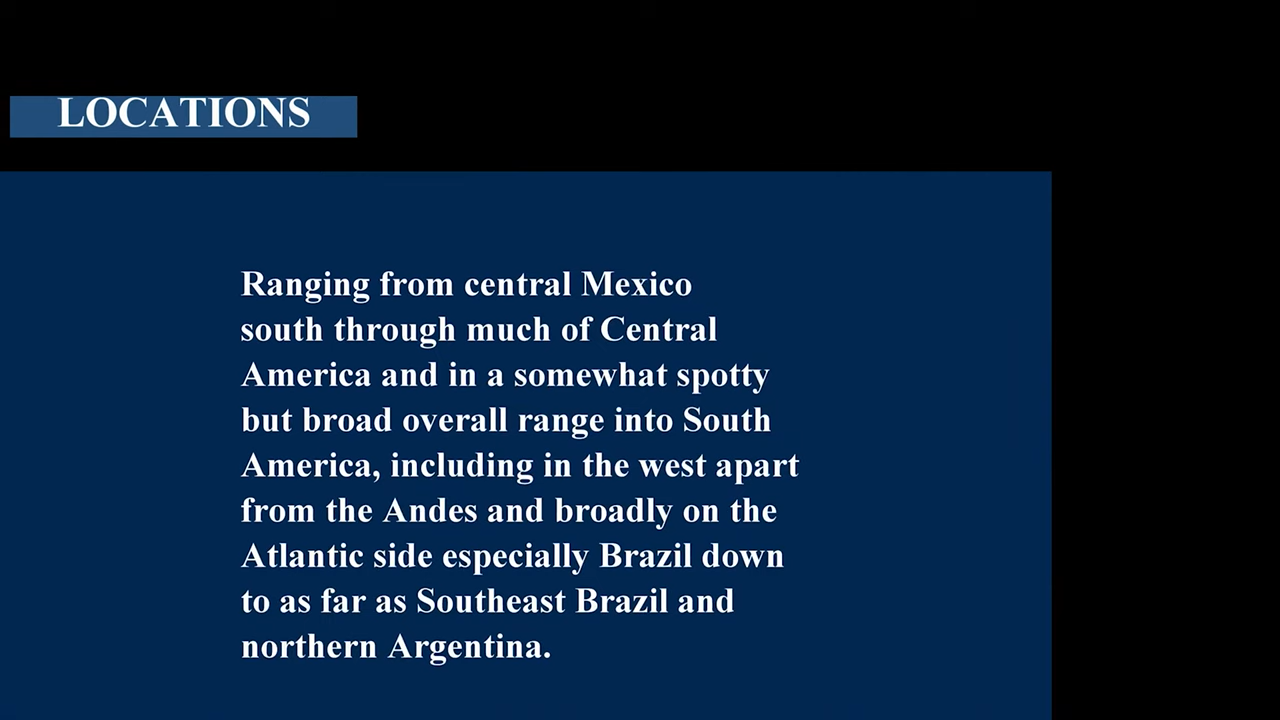 LOCATIONS
Ranging from central Mexico
south through much of Central
America and in a somewhat spotty
but broad overall range into South
America, including in the west apart
from the Andes and broadly on the
Atlantic side especially Brazil down
to as far as Southeast Brazil and
northern Argentina.